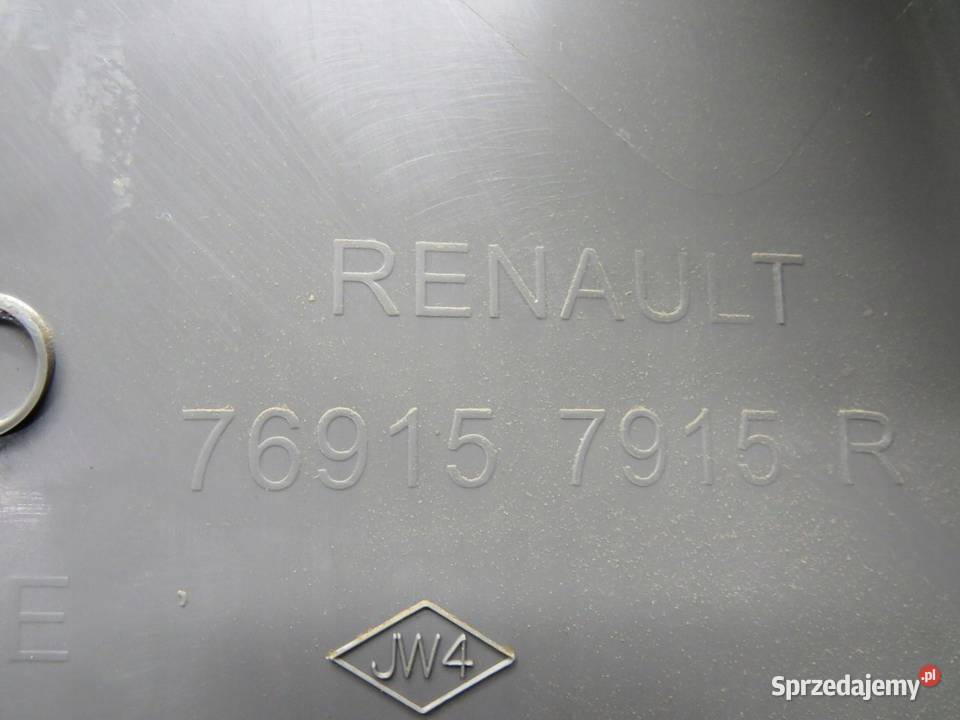 RENAULT
76915 7915 R
E
JW4
Sprzedajemy.pl